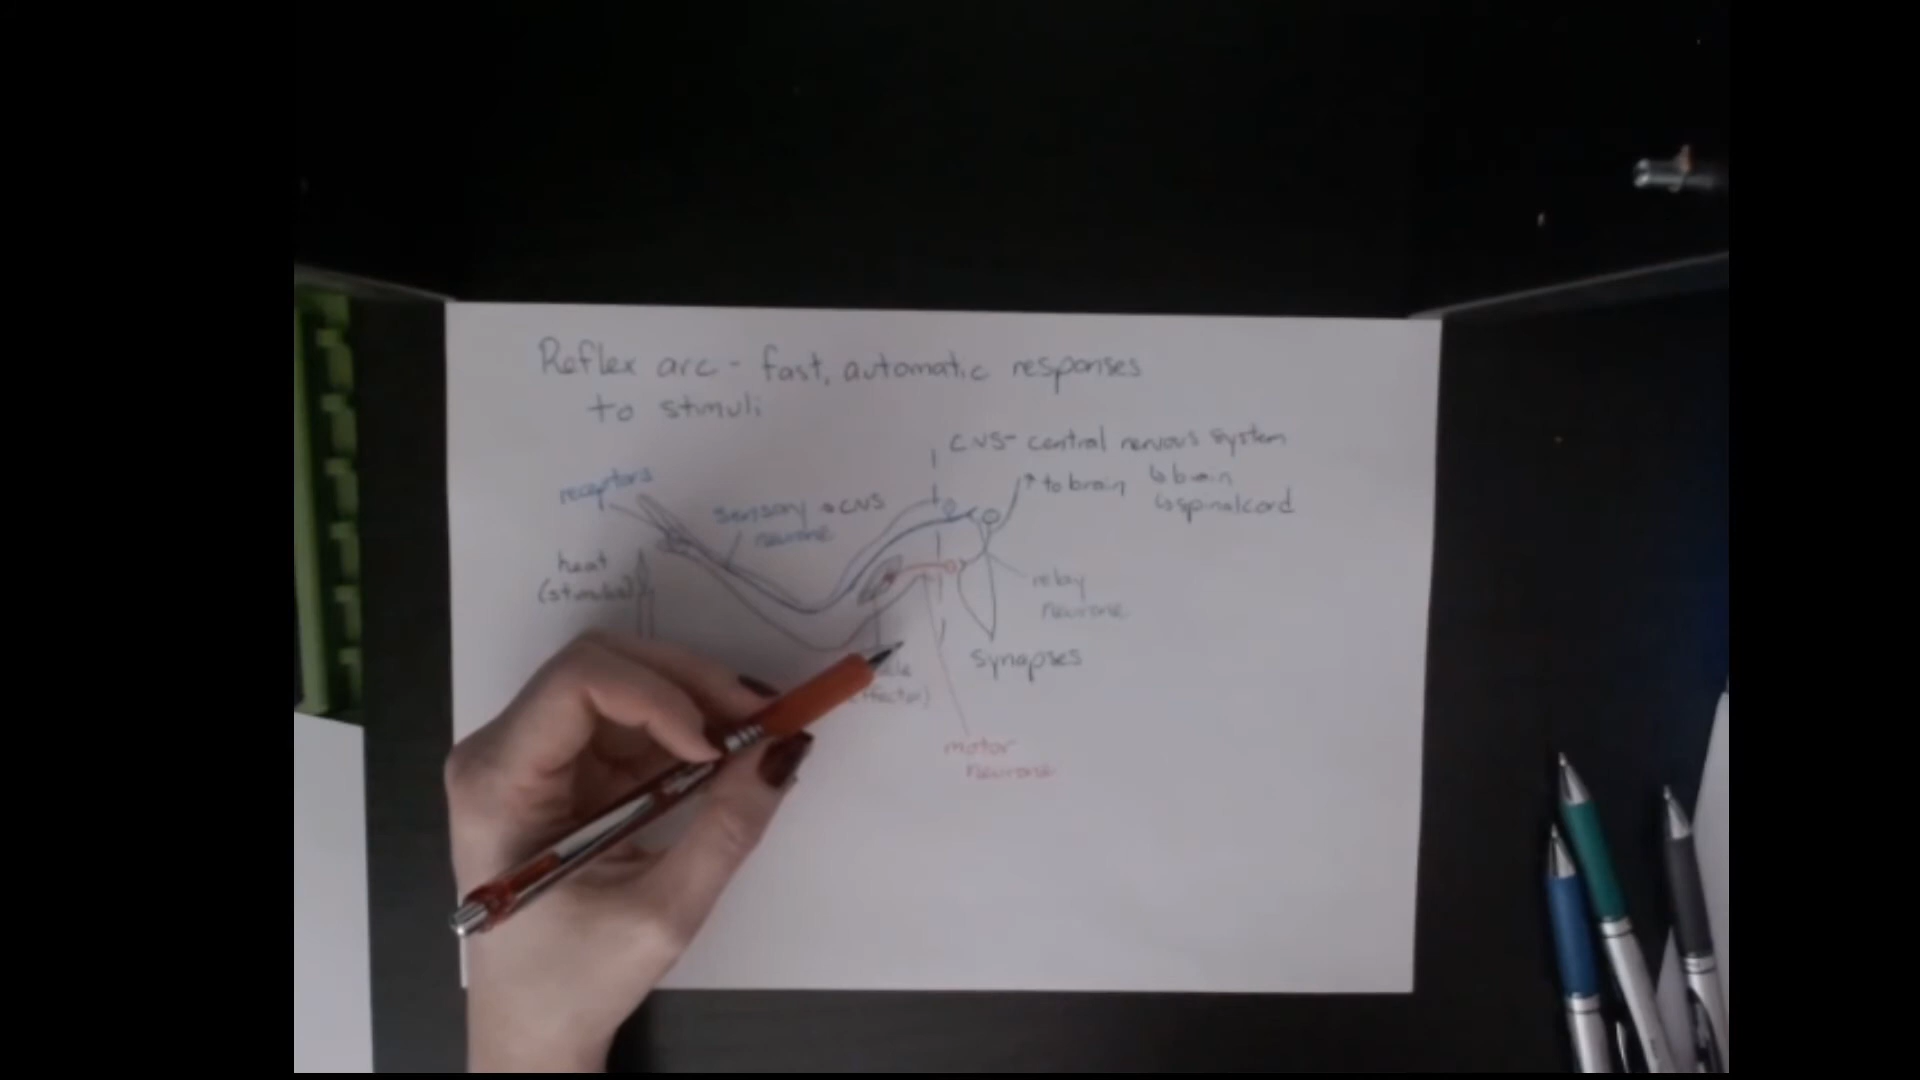 Reflex arc - fast, automatic responses
to stimuli
CNS- central nervous system
↑ to brain ↳ brain
↳ spinal cord
receptors
sensory → CNS
neurone
heat
(stimulus)
relay
neurone
synapses
motor
neurone